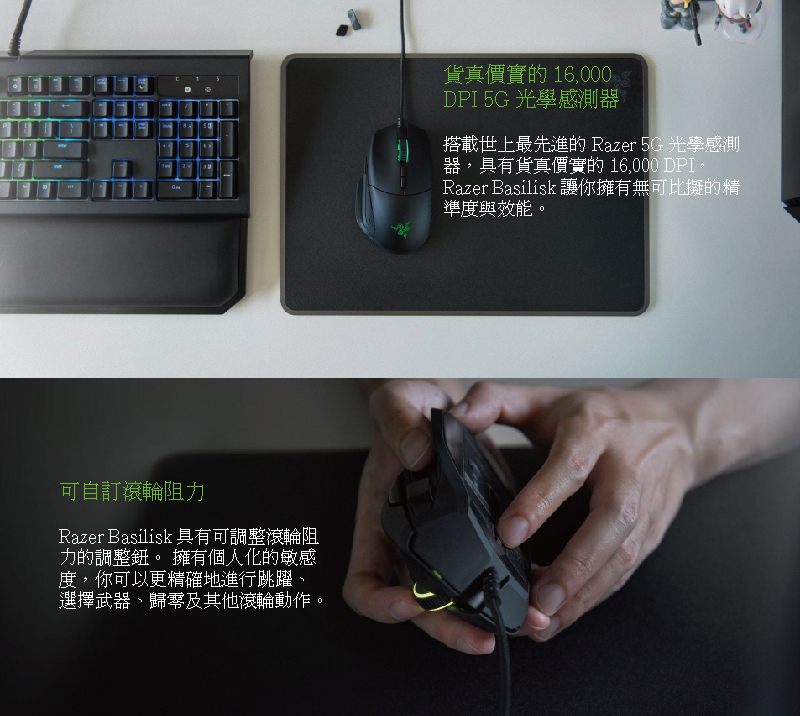 貨真價實的 16,000
DPI 5G 光學感測器
搭載世上最先進的 Razer 5G 光學感測
器，具有貨真價實的 16,000 DPI，
Razer Basilisk 讓你擁有無可比擬的精
準度與效能。
可自訂滾輪阻力
Razer Basilisk 具有可調整滾輪阻
力的調整鈕。 擁有個人化的敏感
度，你可以更精確地進行跳躍、
選擇武器、歸零及其他滾輪動作。